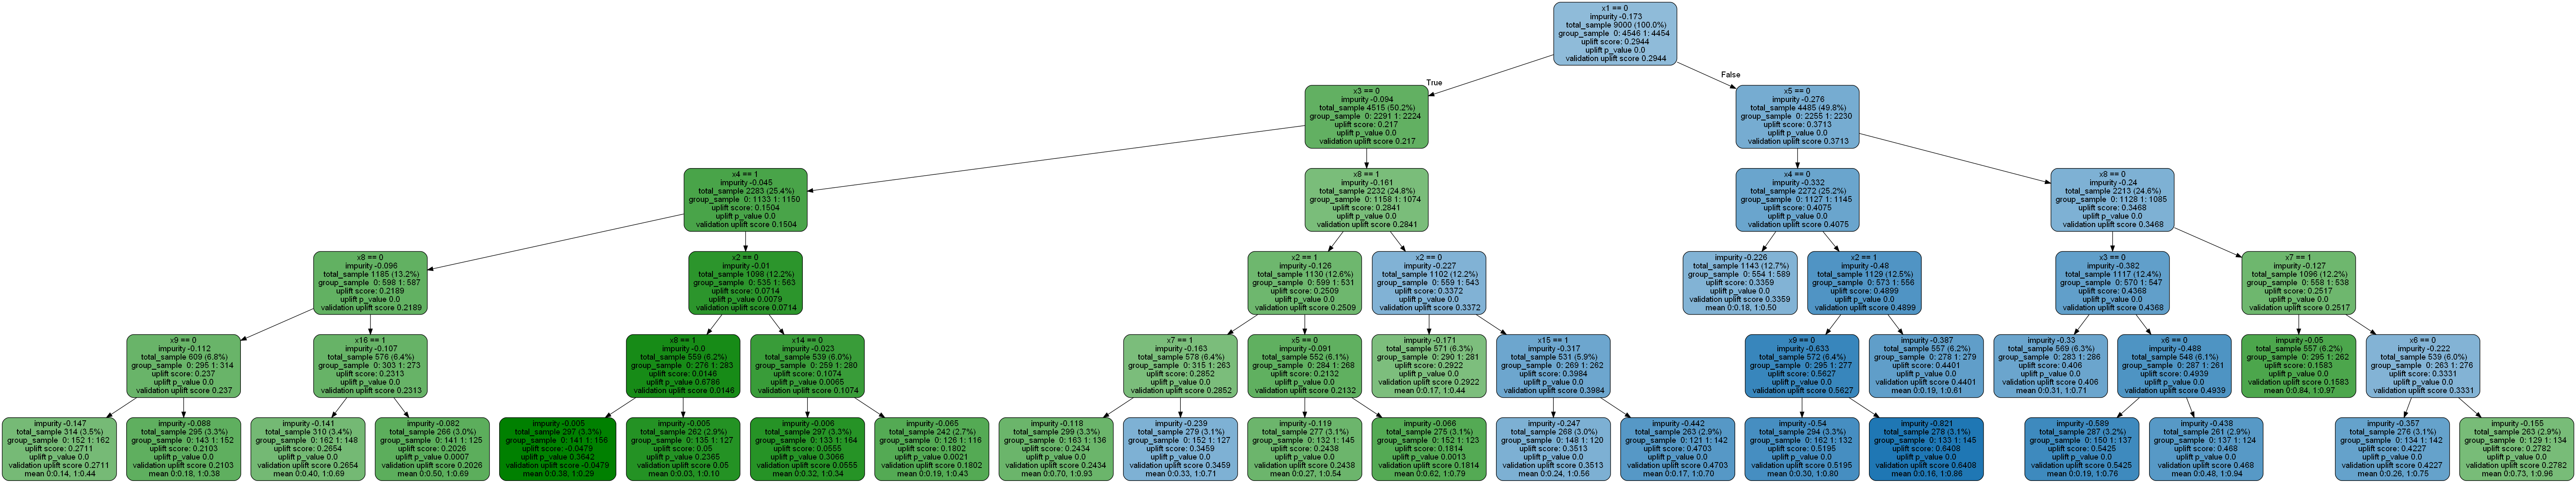 x1 == 0
impurity -0.173
total_sample 9000 (100.0%)
group_sample 0: 4546 1: 4454
uplift score: 0.2944
uplift p_value 0.0
validation uplift score 0.2944
True
False
x3 == 0
impurity -0.094
total_sample 4515 (50.2%)
group_sample 0: 2291 1: 2224
uplift score: 0.217
uplift p_value 0.0
validation uplift score 0.217
x5 == 0
impurity -0.276
total_sample 4485 (49.8%)
group_sample 0: 2255 1: 2230
uplift score: 0.3713
uplift p_value 0.0
validation uplift score 0.3713
x4 == 1
impurity -0.045
total_sample 2283 (25.4%)
group_sample 0: 1133 1: 1150
uplift score: 0.1504
uplift p_value 0.0
validation uplift score 0.1504
x8 == 1
impurity -0.161
total_sample 2232 (24.8%)
group_sample 0: 1158 1: 1074
uplift score: 0.2841
uplift p_value 0.0
validation uplift score 0.2841
x4 == 0
impurity -0.332
total_sample 2272 (25.2%)
group_sample 0: 1127 1: 1145
uplift score: 0.4075
uplift p_value 0.0
validation uplift score 0.4075
x8 == 0
impurity -0.24
total_sample 2213 (24.6%)
group_sample 0: 1128 1: 1085
uplift score: 0.3468
uplift p_value 0.0
validation uplift score 0.3468
x8 == 0
impurity -0.096
total_sample 1185 (13.2%)
group_sample 0: 598 1: 587
uplift score: 0.2189
uplift p_value 0.0
validation uplift score 0.2189
x2 == 0
impurity -0.01
total_sample 1098 (12.2%)
group_sample 0: 535 1: 563
uplift score: 0.0714
uplift p_value 0.0079
validation uplift score 0.0714
x2 == 1
impurity -0.126
total_sample 1130 (12.6%)
group_sample 0: 599 1: 531
uplift score: 0.2509
uplift p_value 0.0
validation uplift score 0.2509
x2 == 0
impurity -0.227
total_sample 1102 (12.2%)
group_sample 0: 559 1: 543
uplift score: 0.3372
uplift p_value 0.0
validation uplift score 0.3372
impurity -0.226
total_sample 1143 (12.7%)
group_sample 0: 554 1: 589
uplift score: 0.3359
uplift p_value 0.0
validation uplift score 0.3359
mean 0:0.18, 1:0.50
x2 == 1
impurity -0.48
total_sample 1129 (12.5%)
group_sample 0: 573 1: 556
uplift score: 0.4899
uplift p_value 0.0
validation uplift score 0.4899
x3 == 0
impurity -0.382
total_sample 1117 (12.4%)
group_sample 0: 570 1: 547
uplift score: 0.4368
uplift p_value 0.0
validation uplift score 0.4368
x7 == 1
impurity -0.127
total_sample 1096 (12.2%)
group_sample 0: 558 1: 538
uplift score: 0.2517
uplift p_value 0.0
validation uplift score 0.2517
x9 == 0
impurity -0.112
total_sample 609 (6.8%)
group_sample 0: 295 1: 314
uplift score: 0.237
uplift p_value 0.0
validation uplift score 0.237
x16 == 1
impurity -0.107
total_sample 576 (6.4%)
group_sample 0: 303 1: 273
uplift score: 0.2313
uplift p_value 0.0
validation uplift score 0.2313
x8 == 1
impurity -0.0
total_sample 559 (6.2%)
group_sample 0: 276 1: 283
uplift score: 0.0146
uplift p_value 0.6786
validation uplift score 0.0146
x14 == 0
impurity -0.023
total_sample 539 (6.0%)
group_sample 0: 259 1: 280
uplift score: 0.1074
uplift p_value 0.0065
validation uplift score 0.1074
x7 == 1
impurity -0.163
total_sample 578 (6.4%)
group_sample 0: 315 1: 263
uplift score: 0.2852
uplift p_value 0.0
validation uplift score 0.2852
x5 == 0
impurity -0.091
total_sample 552 (6.1%)
group_sample 0: 284 1: 268
uplift score: 0.2132
uplift p_value 0.0
validation uplift score 0.2132
impurity -0.171
total_sample 571 (6.3%)
group_sample 0: 290 1: 281
uplift score: 0.2922
uplift p_value 0.0
validation uplift score 0.2922
mean 0:0.17, 1:0.44
x15 == 1
impurity -0.317
total_sample 531 (5.9%)
group_sample 0: 269 1: 262
uplift score: 0.3984
uplift p_value 0.0
validation uplift score 0.3984
x9 == 0
impurity -0.633
total_sample 572 (6.4%)
group_sample 0: 295 1: 277
uplift score: 0.5627
uplift p_value 0.0
validation uplift score 0.5627
impurity -0.387
total_sample 557 (6.2%)
group_sample 0: 278 1: 279
uplift score: 0.4401
uplift p_value 0.0
validation uplift score 0.4401
mean 0:0.19, 1:0.61
impurity -0.33
total_sample 569 (6.3%)
group_sample 0: 283 1: 286
uplift score: 0.406
uplift p_value 0.0
validation uplift score 0.406
mean 0:0.31, 1:0.71
x6 == 0
impurity -0.488
total_sample 548 (6.1%)
group_sample 0: 287 1: 261
uplift score: 0.4939
uplift p_value 0.0
validation uplift score 0.4939
impurity -0.05
total_sample 557 (6.2%)
group_sample 0: 295 1: 262
uplift score: 0.1583
uplift p_value 0.0
validation uplift score 0.1583
mean 0:0.84, 1:0.97
x6 == 0
impurity -0.222
total_sample 539 (6.0%)
group_sample 0: 263 1: 276
uplift score: 0.3331
uplift p_value 0.0
validation uplift score 0.3331
impurity -0.147
total_sample 314 (3.5%)
group_sample 0: 152 1: 162
uplift score: 0.2711
uplift p_value 0.0
validation uplift score 0.2711
mean 0:0.14, 1:0.44
impurity -0.088
total_sample 295 (3.3%)
group_sample 0: 143 1: 152
uplift score: 0.2103
uplift p_value 0.0
validation uplift score 0.2103
mean 0:0.18, 1:0.38
impurity -0.141
total_sample 310 (3.4%)
group_sample 0: 162 1: 148
uplift score: 0.2654
uplift p_value 0.0
validation uplift score 0.2654
mean 0:0.40, 1:0.69
impurity -0.082
total_sample 266 (3.0%)
group_sample 0: 141 1: 125
uplift score: 0.2026
uplift p_value 0.0007
validation uplift score 0.2026
mean 0:0.50, 1:0.69
impurity -0.005
total_sample 297 (3.3%)
group_sample 0: 141 1: 156
uplift score: -0.0479
uplift p_value 0.3642
validation uplift score -0.0479
mean 0:0.38, 1:0.29
impurity -0.005
total_sample 262 (2.9%)
group_sample 0: 135 1: 127
uplift score: 0.05
uplift p_value 0.2365
validation uplift score 0.05
mean 0:0.03, 1:0.10
impurity -0.006
total_sample 297 (3.3%)
group_sample 0: 133 1: 164
uplift score: 0.0555
uplift p_value 0.3066
validation uplift score 0.0555
mean 0:0.32, 1:0.34
impurity -0.065
total_sample 242 (2.7%)
group_sample 0: 126 1: 116
uplift score: 0.1802
uplift p_value 0.0021
validation uplift score 0.1802
mean 0:0.19, 1:0.43
impurity -0.118
total_sample 299 (3.3%)
group_sample 0: 163 1: 136
uplift score: 0.2434
uplift p_value 0.0
validation uplift score 0.2434
mean 0:0.70, 1:0.93
impurity -0.239
total_sample 279 (3.1%)
group_sample 0: 152 1: 127
uplift score: 0.3459
uplift p_value 0.0
validation uplift score 0.3459
mean 0:0.33, 1:0.71
impurity -0.119
total_sample 277 (3.1%)
group_sample 0: 132 1: 145
uplift score: 0.2438
uplift p_value 0.0
validation uplift score 0.2438
mean 0:0.27, 1:0.54
impurity -0.066
total_sample 275 (3.1%)
group_sample 0: 152 1: 123
uplift score: 0.1814
uplift p_value 0.0013
validation uplift score 0.1814
mean 0:0.62, 1:0.79
impurity -0.247
total_sample 268 (3.0%)
group_sample 0: 148 1: 120
uplift score: 0.3513
uplift p_value 0.0
validation uplift score 0.3513
mean 0:0.24, 1:0.56
impurity -0.442
total_sample 263 (2.9%)
group_sample 0: 121 1: 142
uplift score: 0.4703
uplift p_value 0.0
validation uplift score 0.4703
mean 0:0.17, 1:0.70
impurity -0.54
total_sample 294 (3.3%)
group_sample 0: 162 1: 132
uplift score: 0.5195
uplift p_value 0.0
validation uplift score 0.5195
mean 0:0.30, 1:0.80
impurity -0.821
total_sample 278 (3.1%)
group_sample 0: 133 1: 145
uplift score: 0.6408
uplift p_value 0.0
validation uplift score 0.6408
mean 0:0.16, 1:0.86
impurity -0.589
total_sample 287 (3.2%)
group_sample 0: 150 1: 137
uplift score: 0.5425
uplift p_value 0.0
validation uplift score 0.5425
mean 0:0.19, 1:0.76
impurity -0.438
total_sample 261 (2.9%)
group_sample 0: 137 1: 124
uplift score: 0.468
uplift p_value 0.0
validation uplift score 0.468
mean 0:0.48, 1:0.94
impurity -0.357
total_sample 276 (3.1%)
group_sample 0: 134 1: 142
uplift score: 0.4227
uplift p_value 0.0
validation uplift score 0.4227
mean 0:0.26, 1:0.75
impurity -0.155
total_sample 263 (2.9%)
group_sample 0: 129 1: 134
uplift score: 0.2782
uplift p_value 0.0
validation uplift score 0.2782
mean 0:0.73, 1:0.96